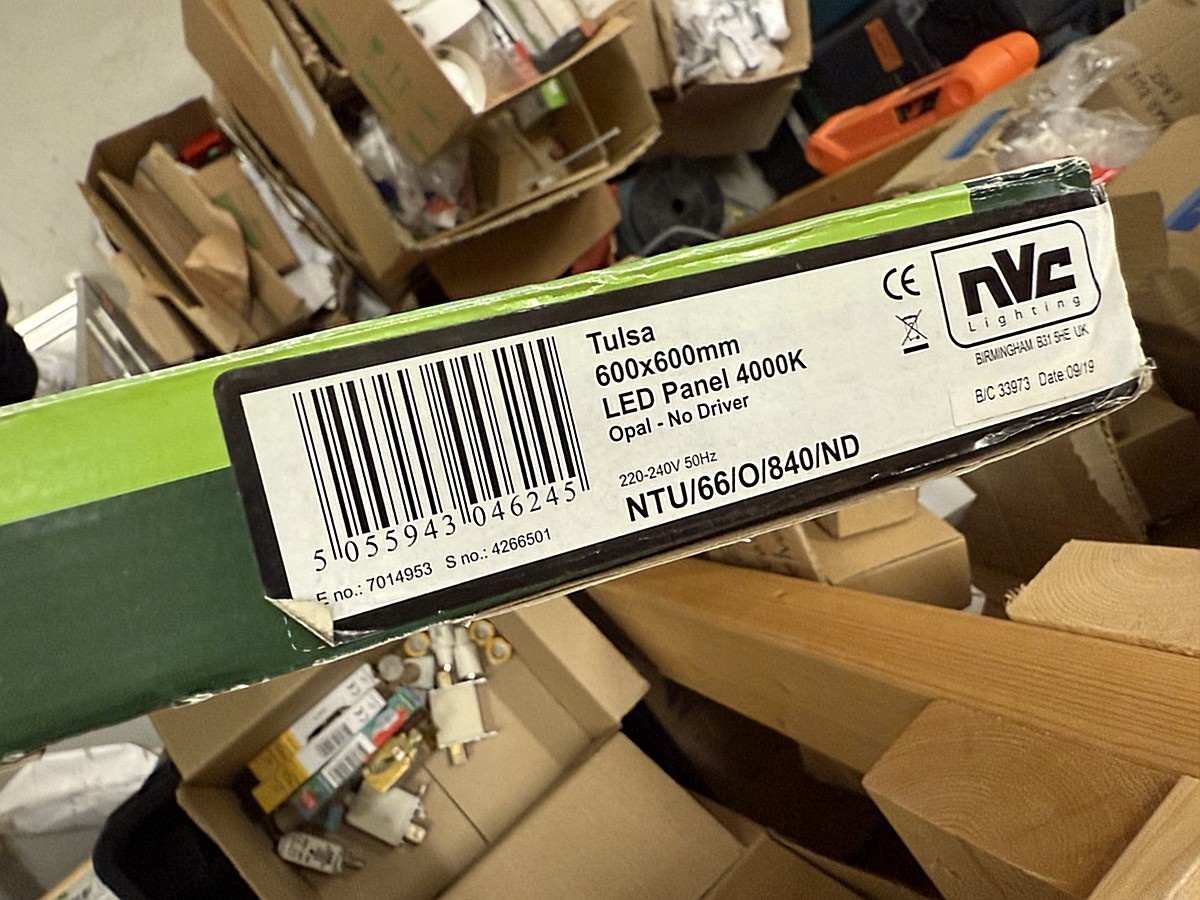 Tulsa
600x600mm
LED Panel 4000K
Opal - No Driver
220-240V 50Hz
NTU/66/O/840/ND
5 055943 046245
E no.: 7014953 S no.: 4266501
CE
nVc
Lighting
BIRMINGHAM B31 5HE UK
B/C 33973 Date:09/19